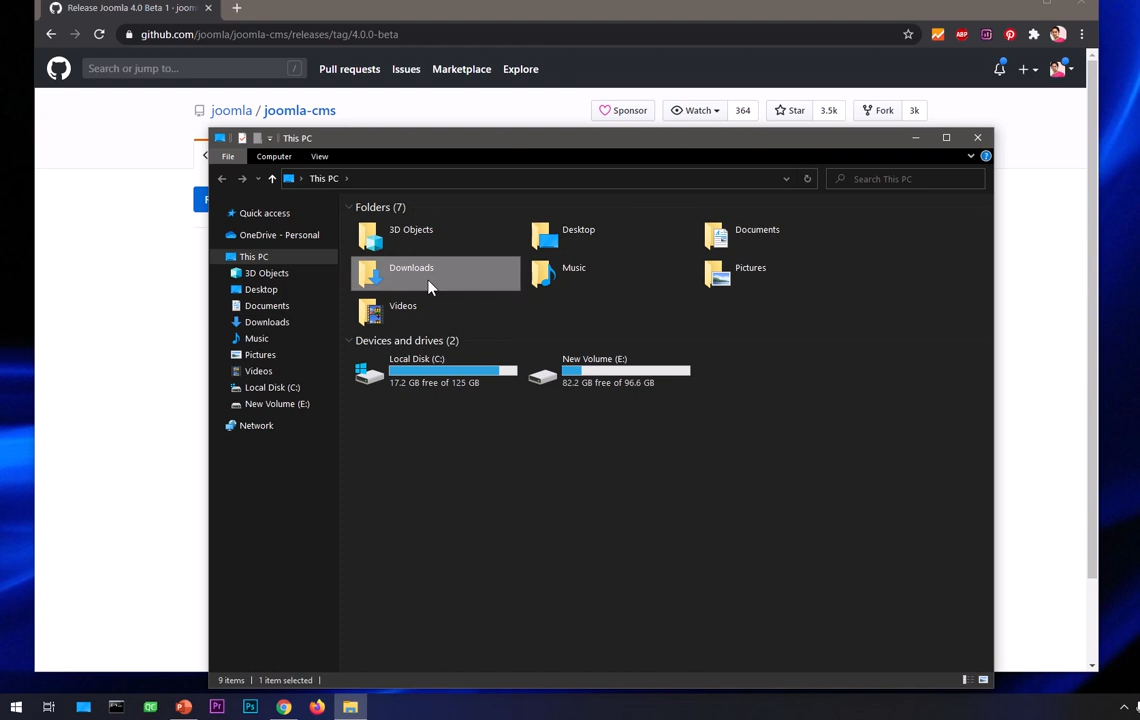 Release Joomla 4.0 Beta 1 · joom
github.com/joomla/joomla-cms/releases/tag/4.0.0-beta
ABP
Search or jump to... /
Pull requests Issues Marketplace Explore
joomla / joomla-cms
Sponsor Watch 364 Star 3.5k Fork 3k
This PC
File Computer View
This PC
Search This PC
Quick access
OneDrive - Personal
This PC
3D Objects
Desktop
Documents
Downloads
Music
Pictures
Videos
Local Disk (C:)
New Volume (E:)
Network
Folders (7)
3D Objects Desktop Documents
Downloads Music Pictures
Videos
Devices and drives (2)
Local Disk (C:)
17.2 GB free of 125 GB
New Volume (E:)
82.2 GB free of 96.6 GB
9 items 1 item selected
QC Pr Ps